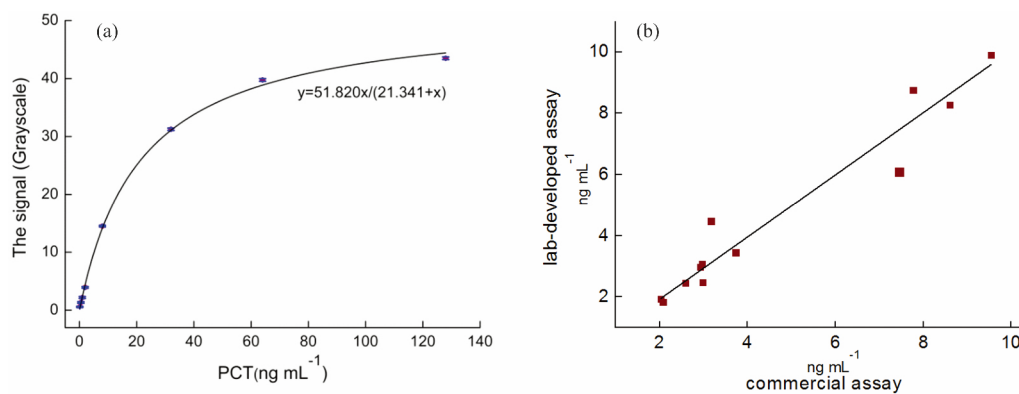 (a)
The signal (Grayscale)
50
40
30
20
10
0
y=51.820x/(21.341+x)
0 20 40 60 80 100 120 140
PCT(ng mL⁻¹)
(b)
lab-developed assay
ng mL⁻¹
10
8
6
4
2
2 4 6 8 10
ng mL⁻¹
commercial assay